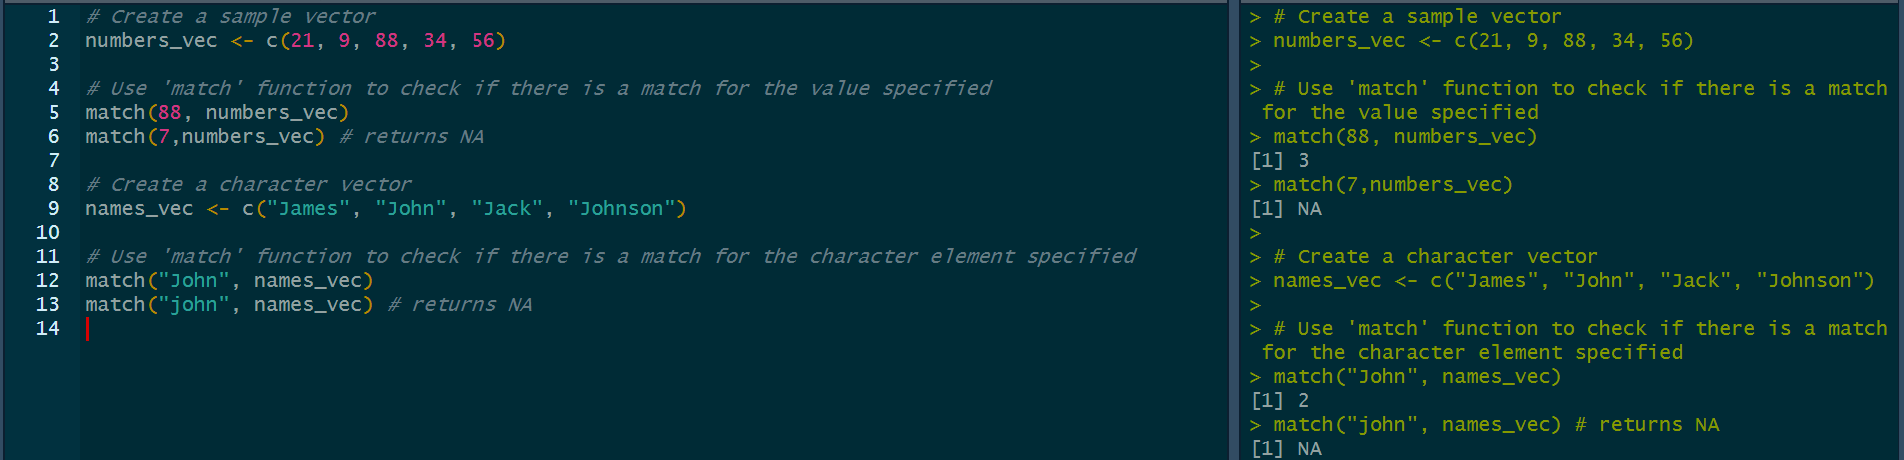 1 # Create a sample vector
2 numbers_vec <- c(21, 9, 88, 34, 56)
3
4 # Use 'match' function to check if there is a match for the value specified
5 match(88, numbers_vec)
6 match(7,numbers_vec) # returns NA
7
8 # Create a character vector
9 names_vec <- c("James", "John", "Jack", "Johnson")
10
11 # Use 'match' function to check if there is a match for the character element specified
12 match("John", names_vec)
13 match("john", names_vec) # returns NA
14
> # Create a sample vector
> numbers_vec <- c(21, 9, 88, 34, 56)
>
> # Use 'match' function to check if there is a match
for the value specified
> match(88, numbers_vec)
[1] 3
> match(7,numbers_vec)
[1] NA
>
> # Create a character vector
> names_vec <- c("James", "John", "Jack", "Johnson")
>
> # Use 'match' function to check if there is a match
for the character element specified
> match("John", names_vec)
[1] 2
> match("john", names_vec) # returns NA
[1] NA